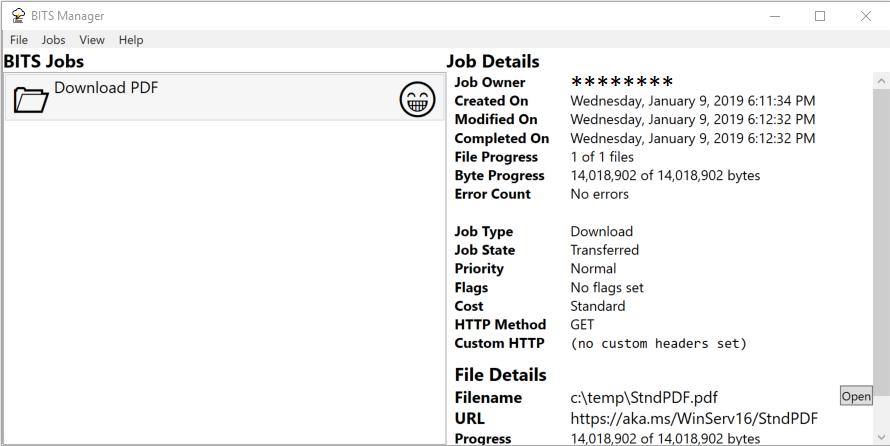 BITS Manager
File Jobs View Help
BITS Jobs
Download PDF
Job Details
Job Owner ********
Created On Wednesday, January 9, 2019 6:11:34 PM
Modified On Wednesday, January 9, 2019 6:12:32 PM
Completed On Wednesday, January 9, 2019 6:12:32 PM
File Progress 1 of 1 files
Byte Progress 14,018,902 of 14,018,902 bytes
Error Count No errors
Job Type Download
Job State Transferred
Priority Normal
Flags No flags set
Cost Standard
HTTP Method GET
Custom HTTP (no custom headers set)
File Details
Filename c:\temp\StndPDF.pdf Open
URL https://aka.ms/WinServ16/StndPDF
Progress 14,018,902 of 14,018,902 bytes